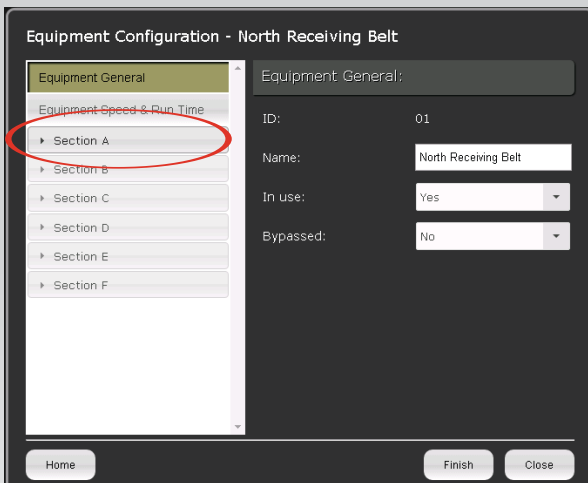 Equipment Configuration - North Receiving Belt
Equipment General
Equipment Speed & Run Time
Section A
Section B
Section C
Section D
Section E
Section F
Equipment General:
ID: 01
Name: North Receiving Belt
In use: Yes
Bypassed: No
Home Finish Close